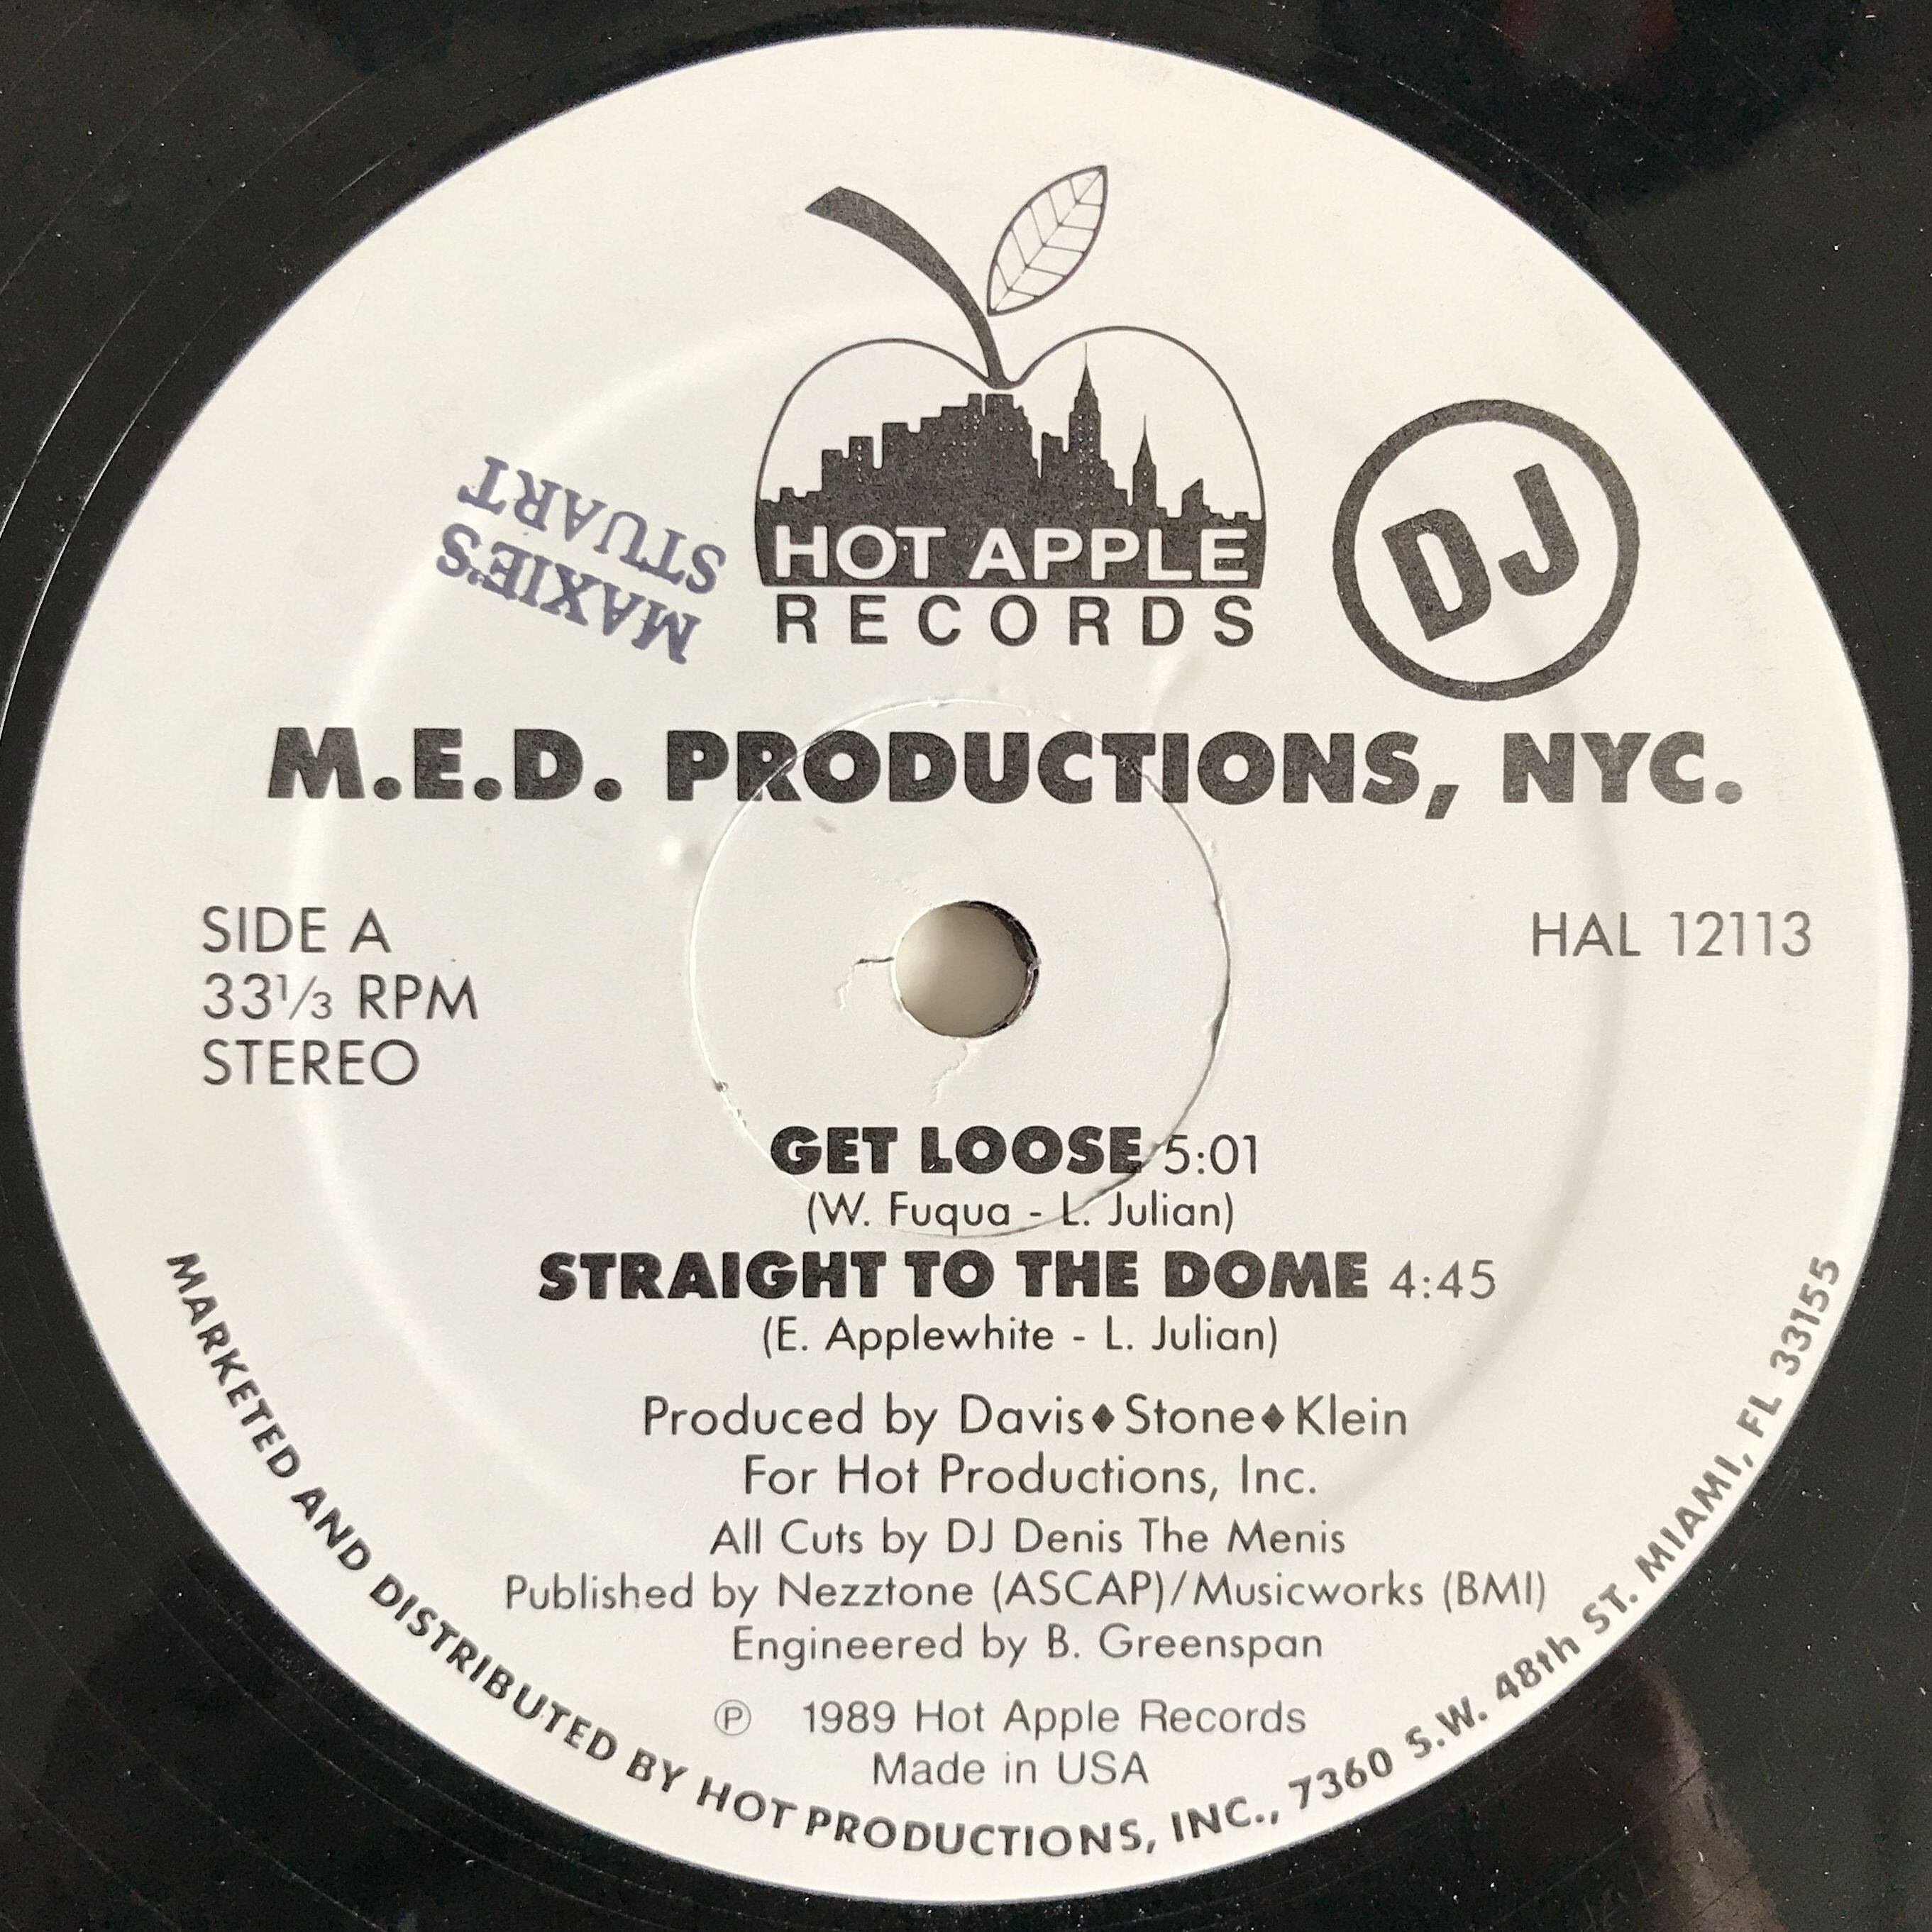 HOT APPLE
RECORDS
MAXIE'S
STUART
DJ
M.E.D. PRODUCTIONS, NYC.
SIDE A
33⅓ RPM
STEREO
HAL 12113
GET LOOSE 5:01
(W. Fuqua - L. Julian)
STRAIGHT TO THE DOME 4:45
(E. Applewhite - L. Julian)
Produced by Davis♦Stone♦Klein
For Hot Productions, Inc.
All Cuts by DJ Denis The Menis
Published by Nezztone (ASCAP)/Musicworks (BMI)
Engineered by B. Greenspan
℗ 1989 Hot Apple Records
Made in USA
MARKETED AND DISTRIBUTED BY HOT PRODUCTIONS, INC., 7360 S.W. 48th ST. MIAMI, FL 33155